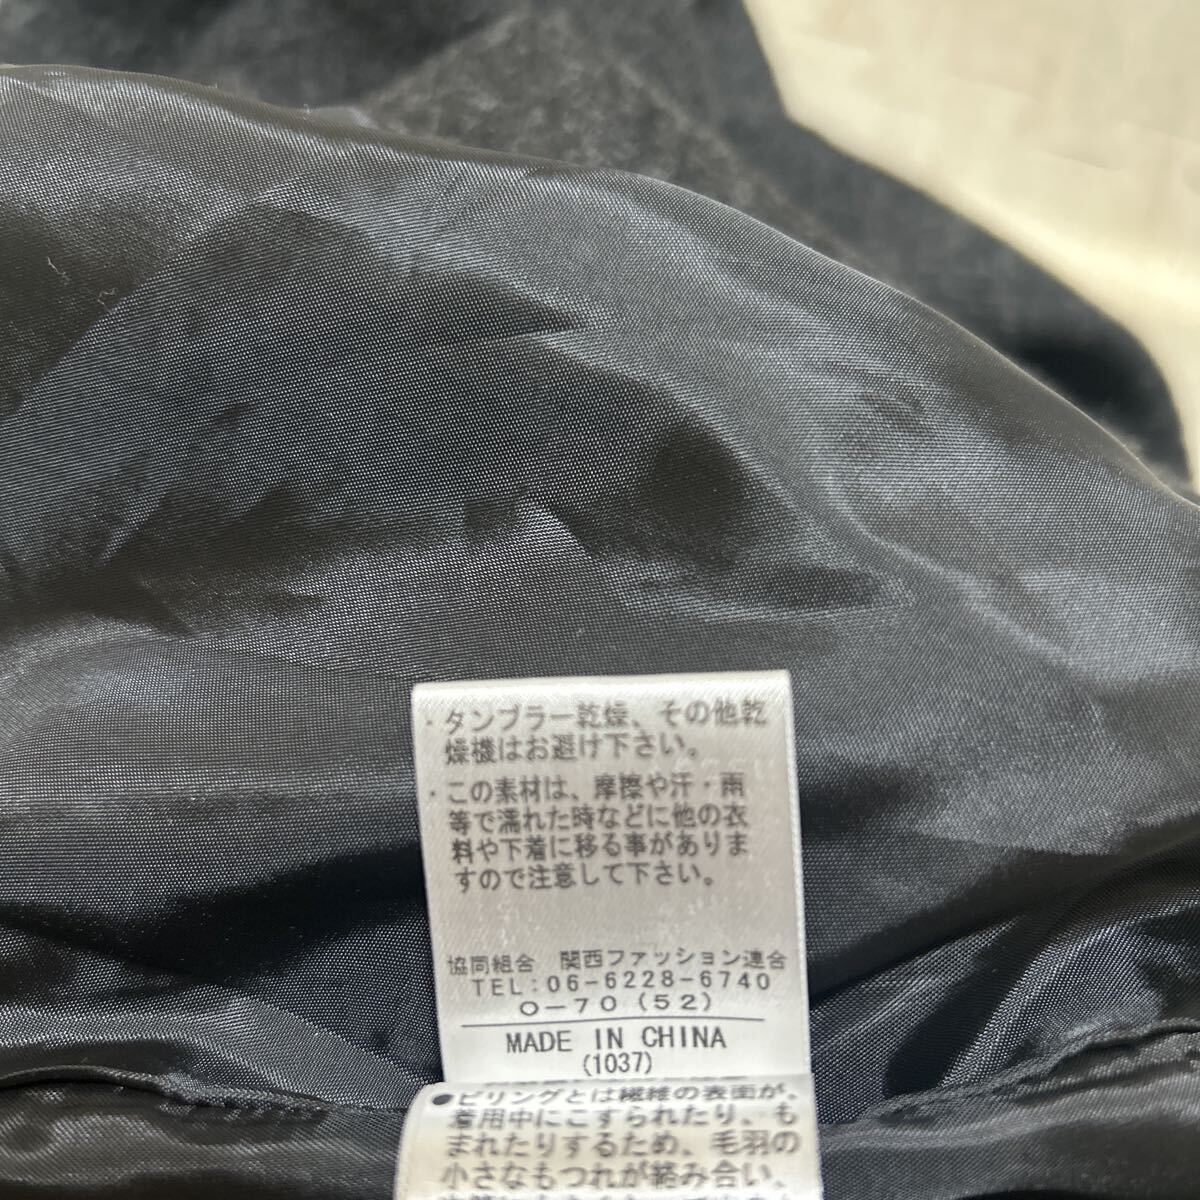 ・タンブラー乾燥、その他乾
燥機はお避け下さい。
・この素材は、摩擦や汗・雨
等で濡れた時などに他の衣
料や下着に移る事がありま
すので注意して下さい。
協同組合 関西ファッション連合
TEL:06-6228-6740
O-70(52)
MADE IN CHINA
(1037)
●ピリングとは繊維の表面が、
着用中にこすられたり、も
まれたりするため、毛羽の
小さなもつれが絡み合い、